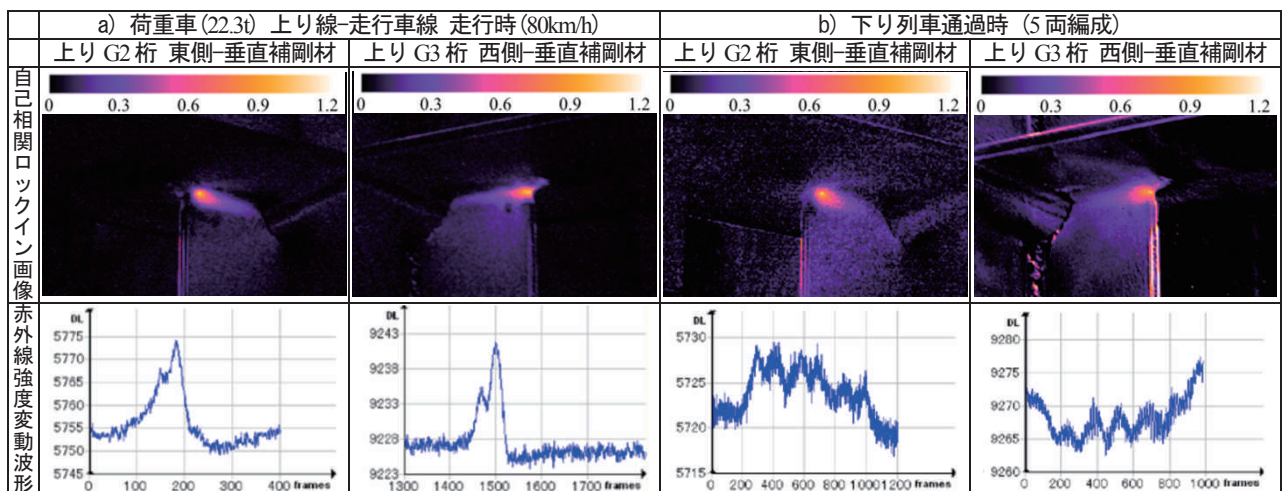 a) 荷重車(22.3t) 上り線-走行車線 走行時(80km/h)
b) 下り列車通過時 (5両編成)
上り G2 桁 東側-垂直補剛材
上り G3 桁 西側-垂直補剛材
上り G2 桁 東側-垂直補剛材
上り G3 桁 西側-垂直補剛材
自己相関ロックイン画像
0 0.3 0.6 0.9 1.2
0 0.3 0.6 0.9 1.2
0 0.3 0.6 0.9 1.2
0 0.3 0.6 0.9 1.2
赤外線強度変動波形
DL
5775
5770
5765
5760
5755
5750
5745
0 100 200 300 400 frames
DL
9243
9238
9233
9228
9223
1300 1400 1500 1600 1700 frames
DL
5730
5725
5720
5715
0 200 400 600 800 1000 1200 frames
DL
9280
9275
9270
9265
9260
0 200 400 600 800 1000 frames